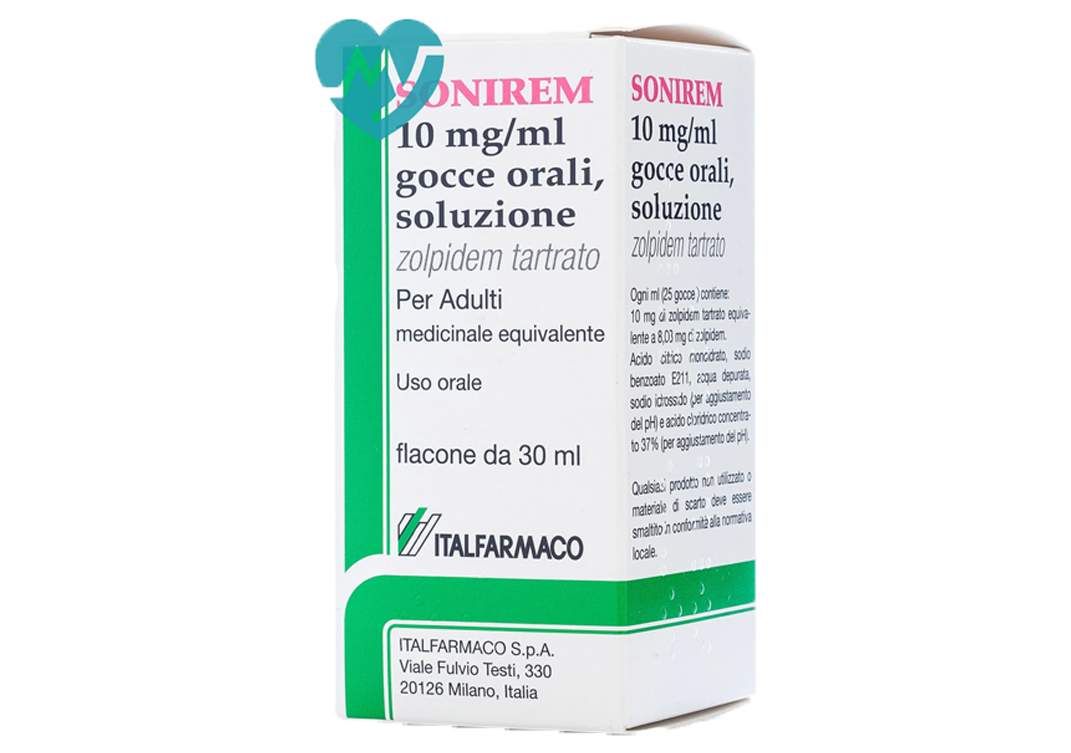 SONIREM
10 mg/ml
gocce orali,
soluzione
zolpidem tartrato
Per Adulti
medicinale equivalente
Uso orale
flacone da 30 ml
ITALFARMACO
ITALFARMACO S.p.A.
Viale Fulvio Testi, 330
20126 Milano, Italia
SONIREM
10 mg/ml
gocce orali,
soluzione
zolpidem tartrato
Ogni ml (25 gocce) contiene:
10 mg di zolpidem tartrato equiva-
lente a 8,03 mg di zolpidem.
Acido citrico monoidrato, sodio
benzoato E211, acqua depurata,
sodio idrossido (per aggiustamento
del pH) e acido cloridrico concentra-
to 37% (per aggiustamento del pH).
Qualsiasi prodotto non utilizzato o
materiale di scarto deve essere
smaltito in conformità alla normativa
locale.